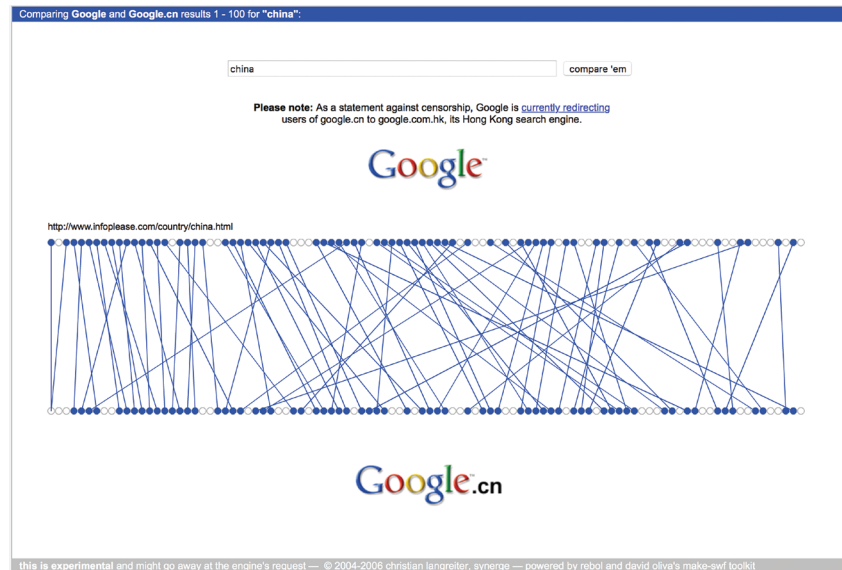 Comparing Google and Google.cn results 1 - 100 for "china":
china
compare 'em
Please note: As a statement against censorship, Google is currently redirecting
users of google.cn to google.com.hk, its Hong Kong search engine.
Google™
http://www.infoplease.com/country/china.html
Google™.cn
this is experimental and might go away at the engine's request — © 2004-2006 christian langreiter, synerge — powered by rebol and david oliva's make-swf toolkit